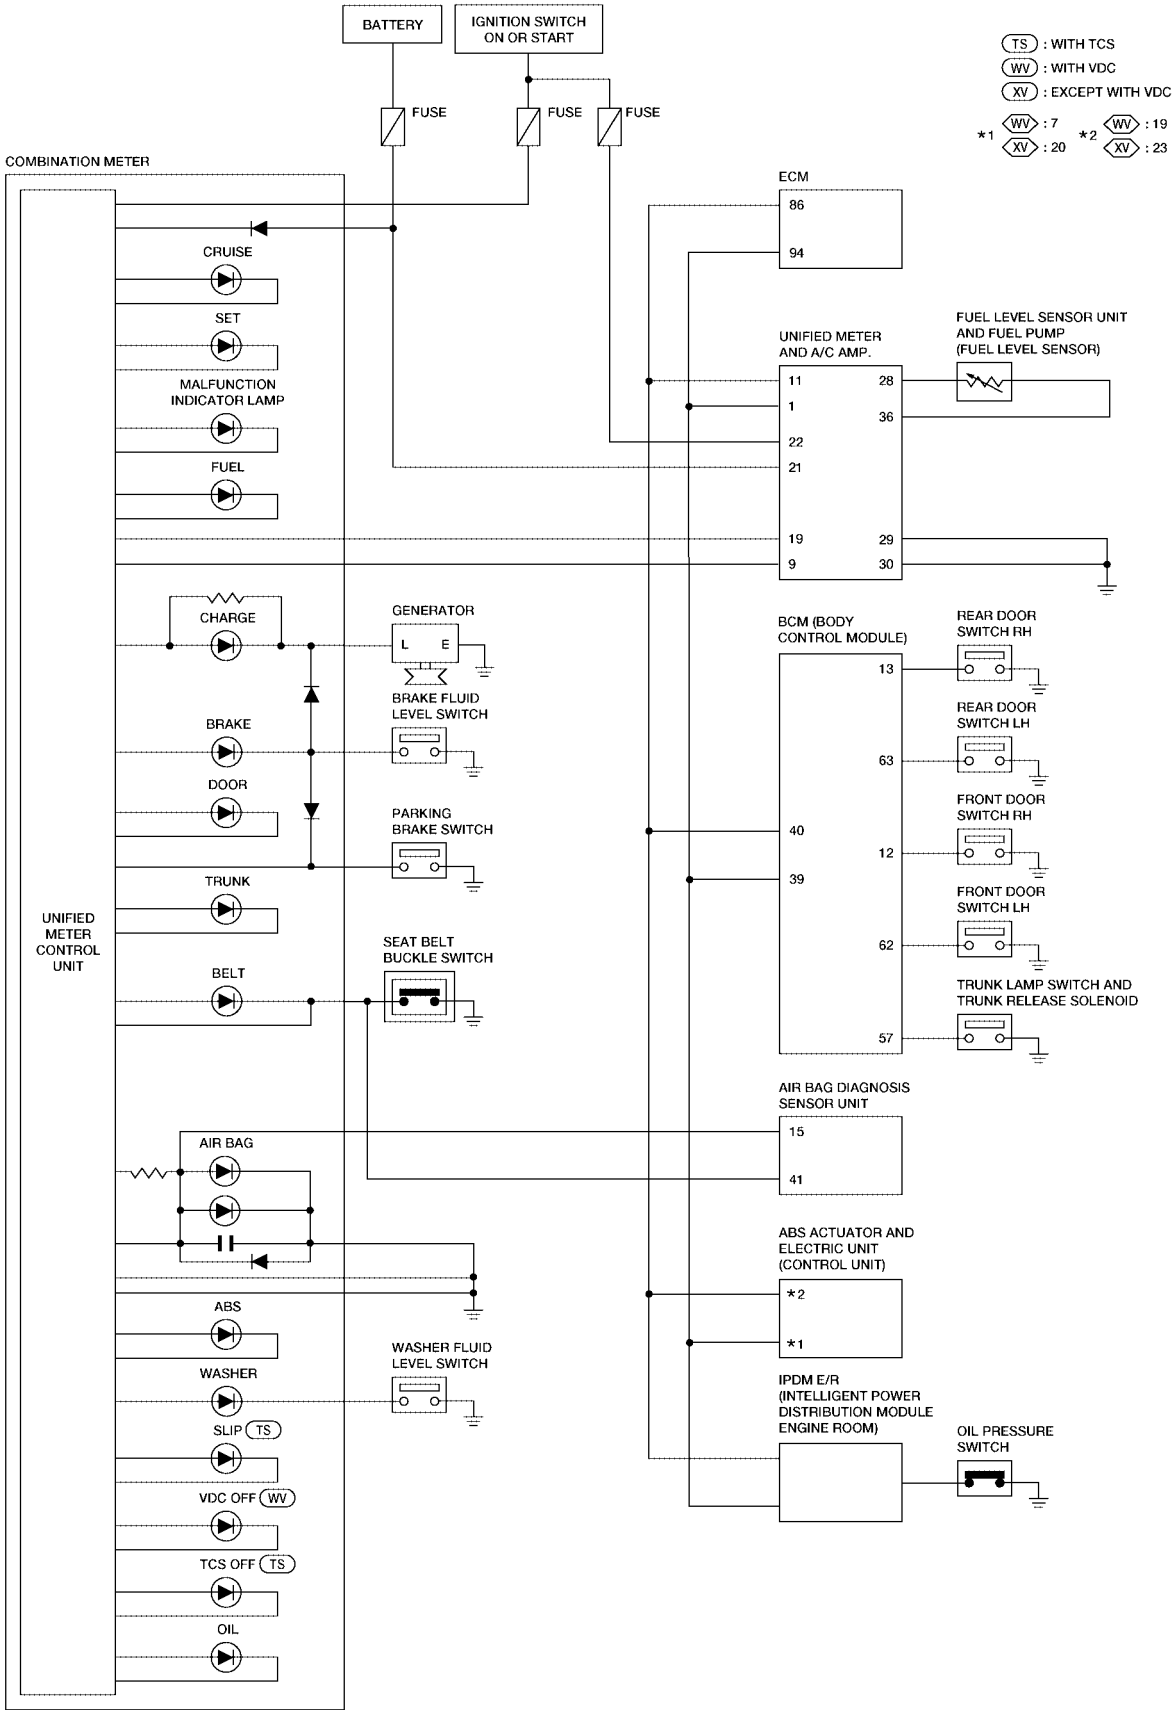 BATTERY
IGNITION SWITCH
ON OR START
TS : WITH TCS
WV : WITH VDC
XV : EXCEPT WITH VDC
*1 WV : 7
XV : 20
*2 WV : 19
XV : 23
FUSE
FUSE
FUSE
COMBINATION METER
UNIFIED
METER
CONTROL
UNIT
CRUISE
SET
MALFUNCTION
INDICATOR LAMP
FUEL
CHARGE
BRAKE
DOOR
TRUNK
BELT
AIR BAG
ABS
WASHER
SLIP TS
VDC OFF WV
TCS OFF TS
OIL
GENERATOR
L E
BRAKE FLUID
LEVEL SWITCH
PARKING
BRAKE SWITCH
SEAT BELT
BUCKLE SWITCH
WASHER FLUID
LEVEL SWITCH
ECM
86
94
UNIFIED METER
AND A/C AMP.
11 28
1
36
22
21
19 29
9 30
FUEL LEVEL SENSOR UNIT
AND FUEL PUMP
(FUEL LEVEL SENSOR)
BCM (BODY
CONTROL MODULE)
13
63
40
12
39
62
57
REAR DOOR
SWITCH RH
REAR DOOR
SWITCH LH
FRONT DOOR
SWITCH RH
FRONT DOOR
SWITCH LH
TRUNK LAMP SWITCH AND
TRUNK RELEASE SOLENOID
AIR BAG DIAGNOSIS
SENSOR UNIT
15
41
ABS ACTUATOR AND
ELECTRIC UNIT
(CONTROL UNIT)
*2
*1
IPDM E/R
(INTELLIGENT POWER
DISTRIBUTION MODULE
ENGINE ROOM)
OIL PRESSURE
SWITCH